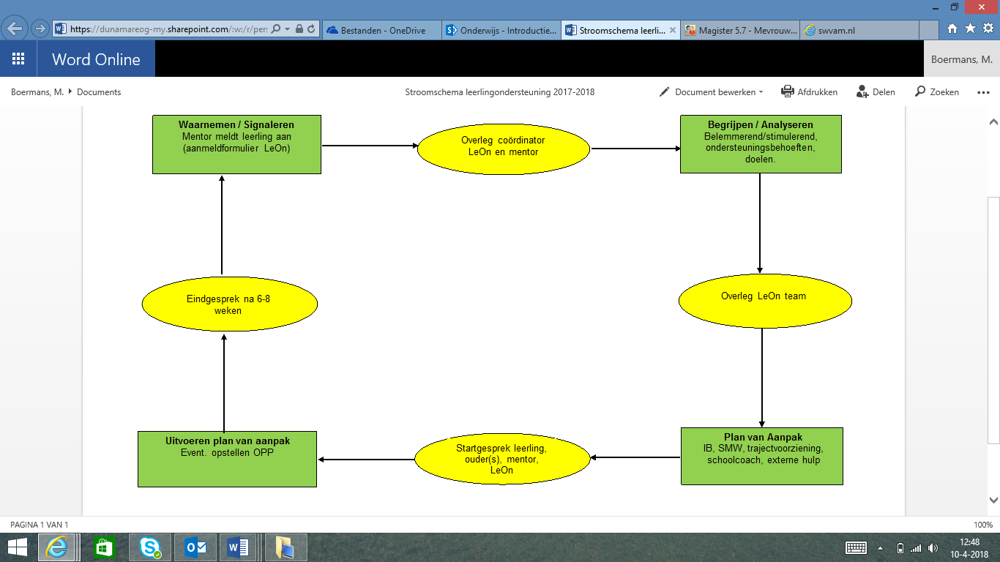 https://dunamareog-my.sharepoint.com/:w:/r/per:
Bestanden - OneDrive
Onderwijs - Introductie...
Stroomschema leerli...
Magister 5.7 - Mevrouw...
swvam.nl
Word Online
Boermans, M.
Boermans, M. Documents
Stroomschema leerlingondersteuning 2017-2018
Document bewerken
Afdrukken
Delen
Zoeken
Waarnemen / Signaleren
Mentor meldt leerling aan
(aanmeldformulier LeOn)
Overleg coördinator
LeOn en mentor
Begrijpen / Analyseren
Belemmerend/stimulerend,
ondersteuningsbehoeften,
doelen.
Eindgesprek na 6-8
weken
Overleg LeOn team
Uitvoeren plan van aanpak
Event. opstellen OPP
Startgesprek leerling,
ouder(s), mentor,
LeOn
Plan van Aanpak
IB, SMW, trajectvoorziening,
schoolcoach, externe hulp
PAGINA 1 VAN 1
100%
12:48
10-4-2018